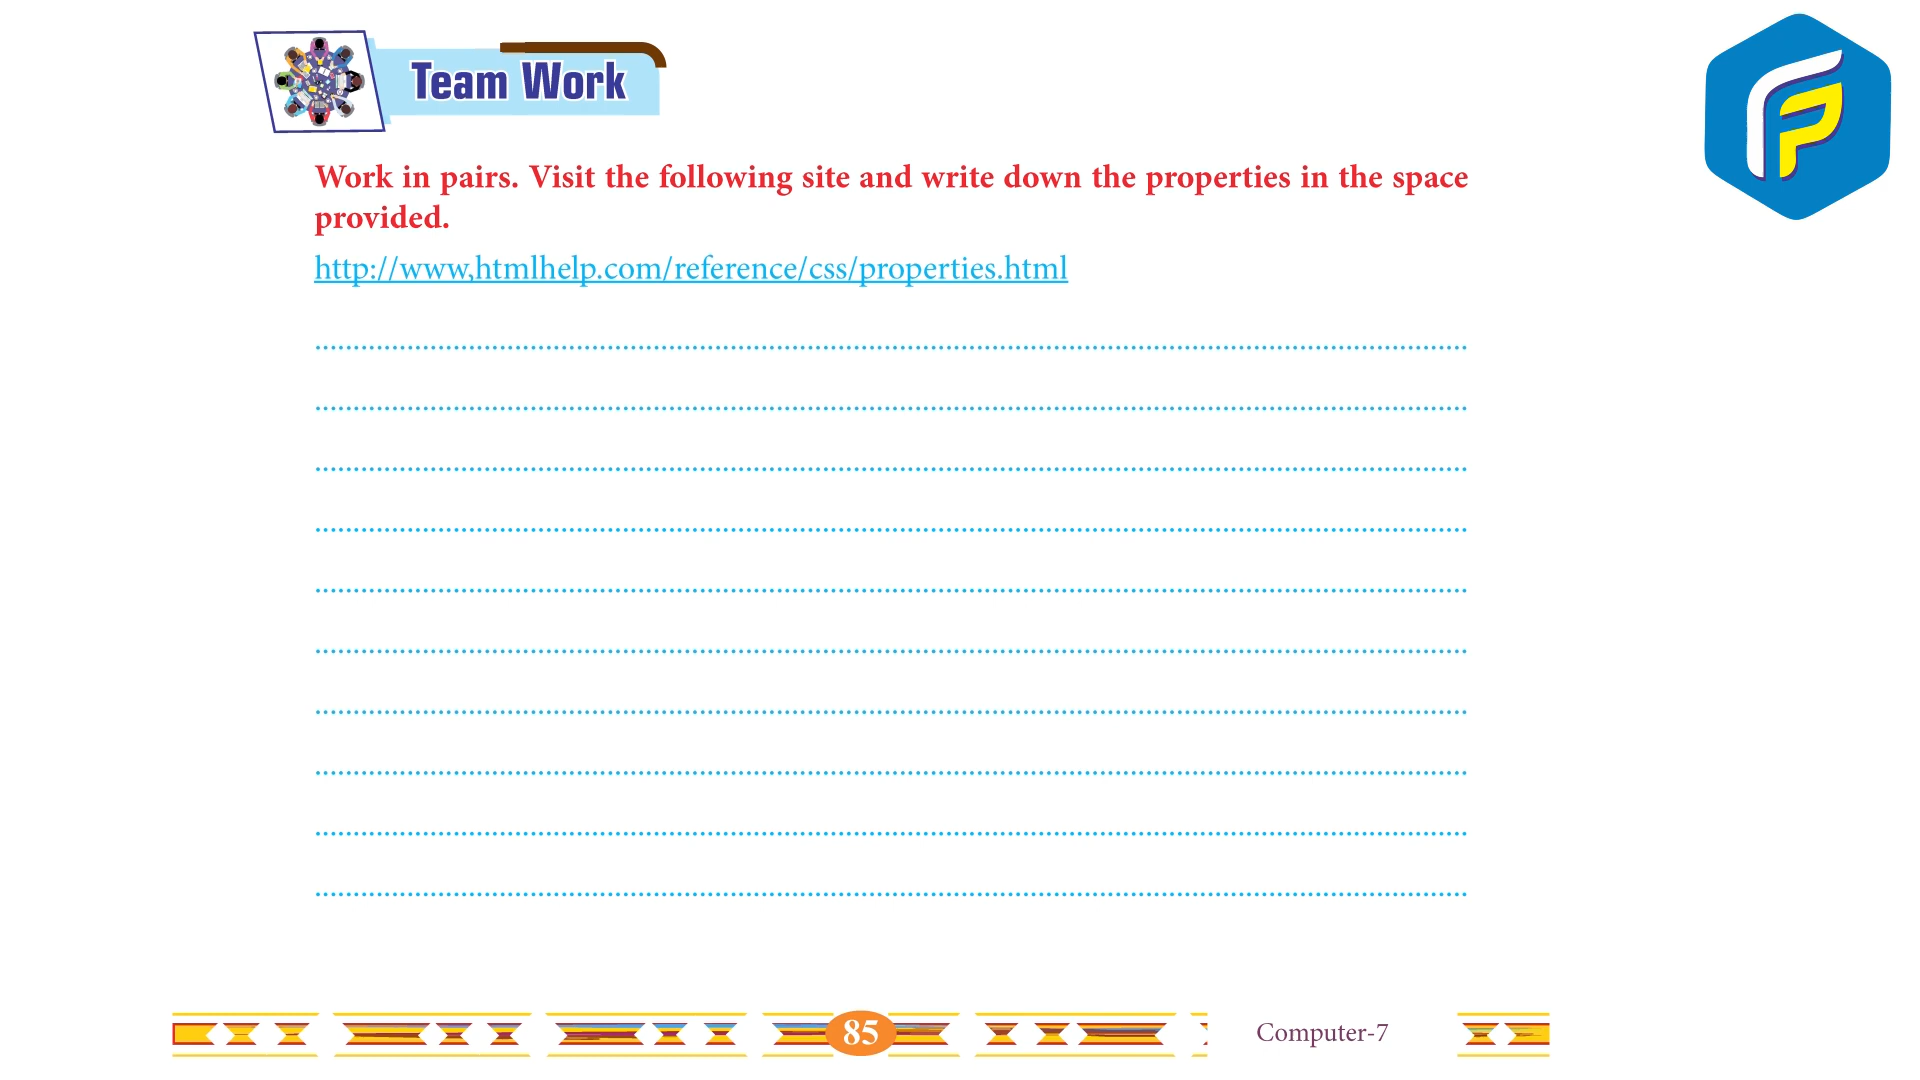 Team Work
Work in pairs. Visit the following site and write down the properties in the space
provided.
http://www,htmlhelp.com/reference/css/properties.html
85
Computer-7